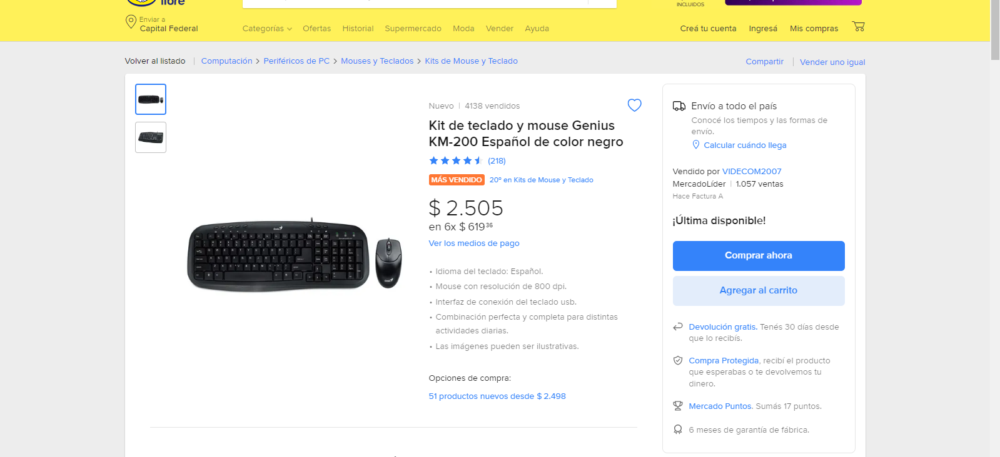 libre
INCLUIDOS
Enviar a
Capital Federal
Categorías Ofertas Historial Supermercado Moda Vender Ayuda
Creá tu cuenta Ingresá Mis compras
Volver al listado | Computación > Periféricos de PC > Mouses y Teclados > Kits de Mouse y Teclado
Compartir | Vender uno igual
Nuevo | 4138 vendidos
Kit de teclado y mouse Genius
KM-200 Español de color negro
(218)
MÁS VENDIDO 20º en Kits de Mouse y Teclado
$ 2.505
en 6x $ 619 36
Ver los medios de pago
• Idioma del teclado: Español.
• Mouse con resolución de 800 dpi.
• Interfaz de conexión del teclado usb.
• Combinación perfecta y completa para distintas
actividades diarias.
• Las imágenes pueden ser ilustrativas.
Opciones de compra:
51 productos nuevos desde $ 2.498
Envío a todo el país
Conocé los tiempos y las formas de
envío.
Calcular cuándo llega
Vendido por VIDECOM2007
MercadoLíder | 1.057 ventas
Hace Factura A
¡Última disponible!
Comprar ahora
Agregar al carrito
Devolución gratis. Tenés 30 días desde
que lo recibís.
Compra Protegida, recibí el producto
que esperabas o te devolvemos tu
dinero.
Mercado Puntos. Sumás 17 puntos.
6 meses de garantía de fábrica.